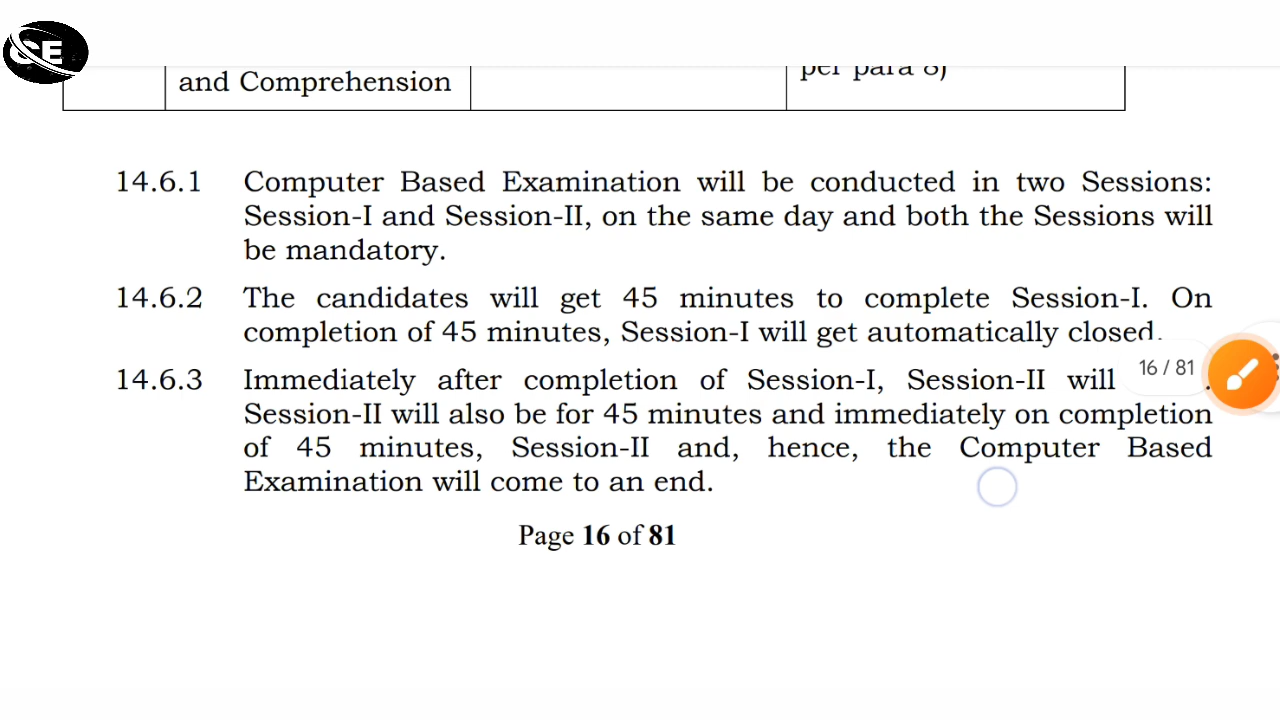 CE
and Comprehension
per para 8)
14.6.1 Computer Based Examination will be conducted in two Sessions:
Session-I and Session-II, on the same day and both the Sessions will
be mandatory.
14.6.2 The candidates will get 45 minutes to complete Session-I. On
completion of 45 minutes, Session-I will get automatically closed.
16 / 81
14.6.3 Immediately after completion of Session-I, Session-II will
Session-II will also be for 45 minutes and immediately on completion
of 45 minutes, Session-II and, hence, the Computer Based
Examination will come to an end.
Page 16 of 81